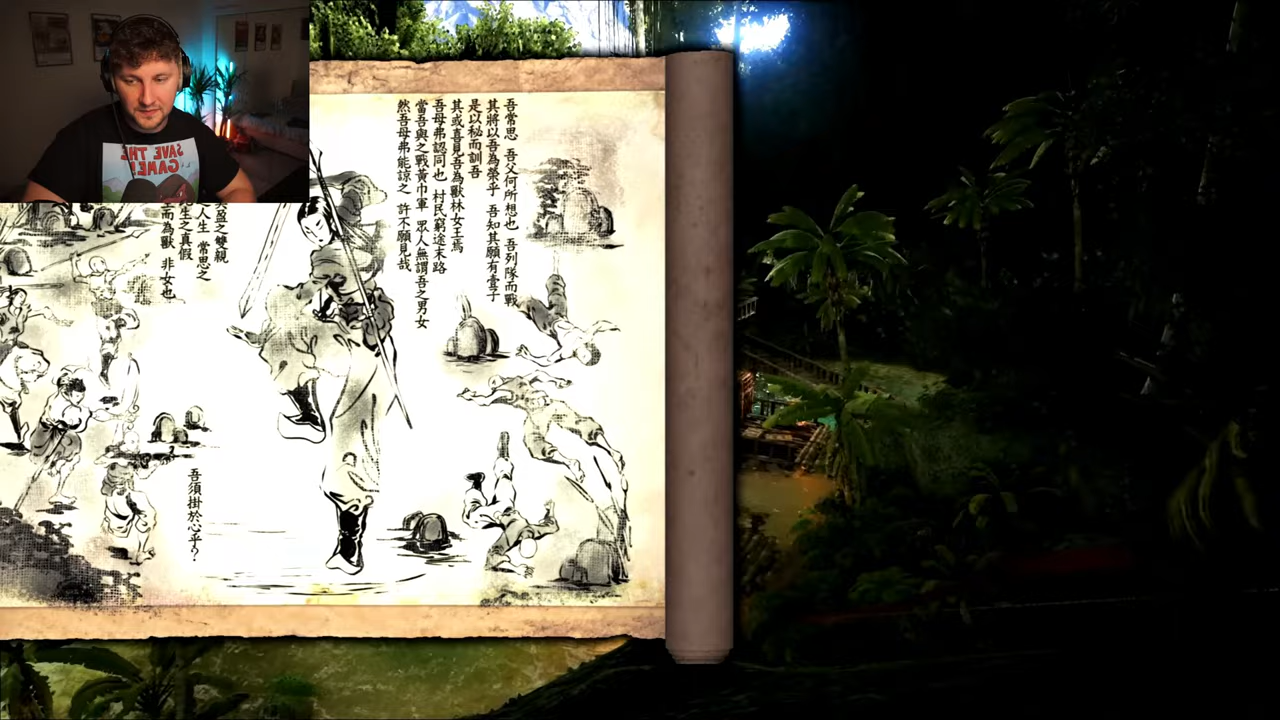 吾常思　吾父何所想也　吾列隊而戰
其將以吾為榮乎　吾知其願有壹子
是以秘而訓吾
其或喜見吾為獸林女王焉
吾母弗認同也　村民窮途末路
當吾與之戰黃巾軍　眾人無謂吾之男女
然吾母弗能諒之　許不願見哉
之雙親
人生　常思之
生之真假
而為獸　非女也
吾須掛於心乎？
SAVE THE
GAME!